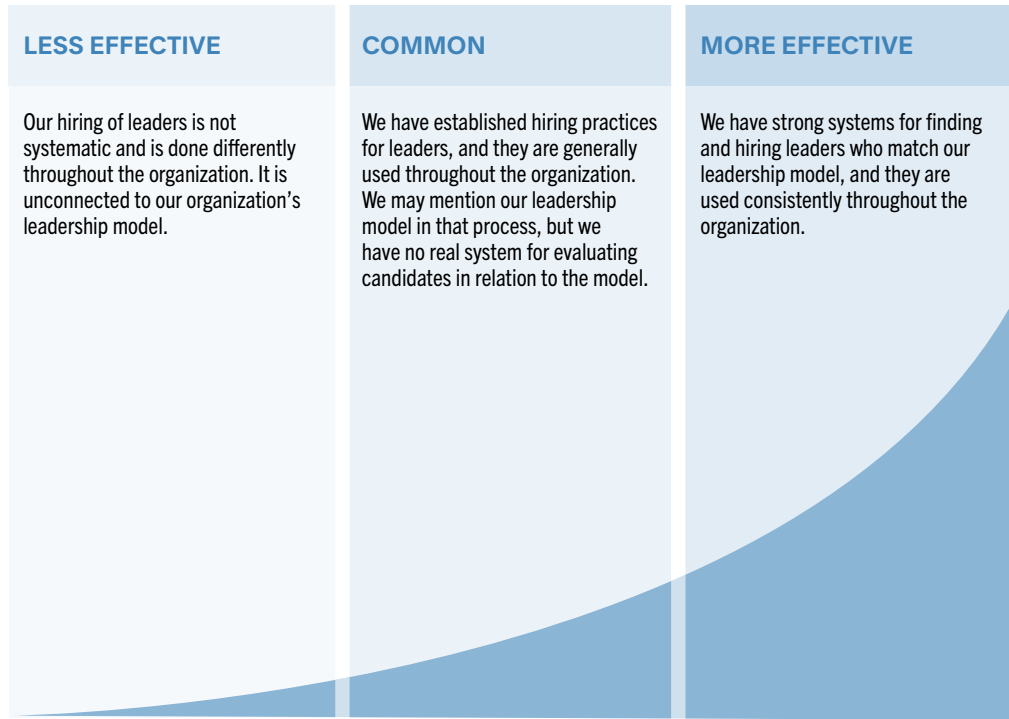 LESS EFFECTIVE
Our hiring of leaders is not
systematic and is done differently
throughout the organization. It is
unconnected to our organization’s
leadership model.
COMMON
We have established hiring practices
for leaders, and they are generally
used throughout the organization.
We may mention our leadership
model in that process, but we
have no real system for evaluating
candidates in relation to the model.
MORE EFFECTIVE
We have strong systems for finding
and hiring leaders who match our
leadership model, and they are
used consistently throughout the
organization.